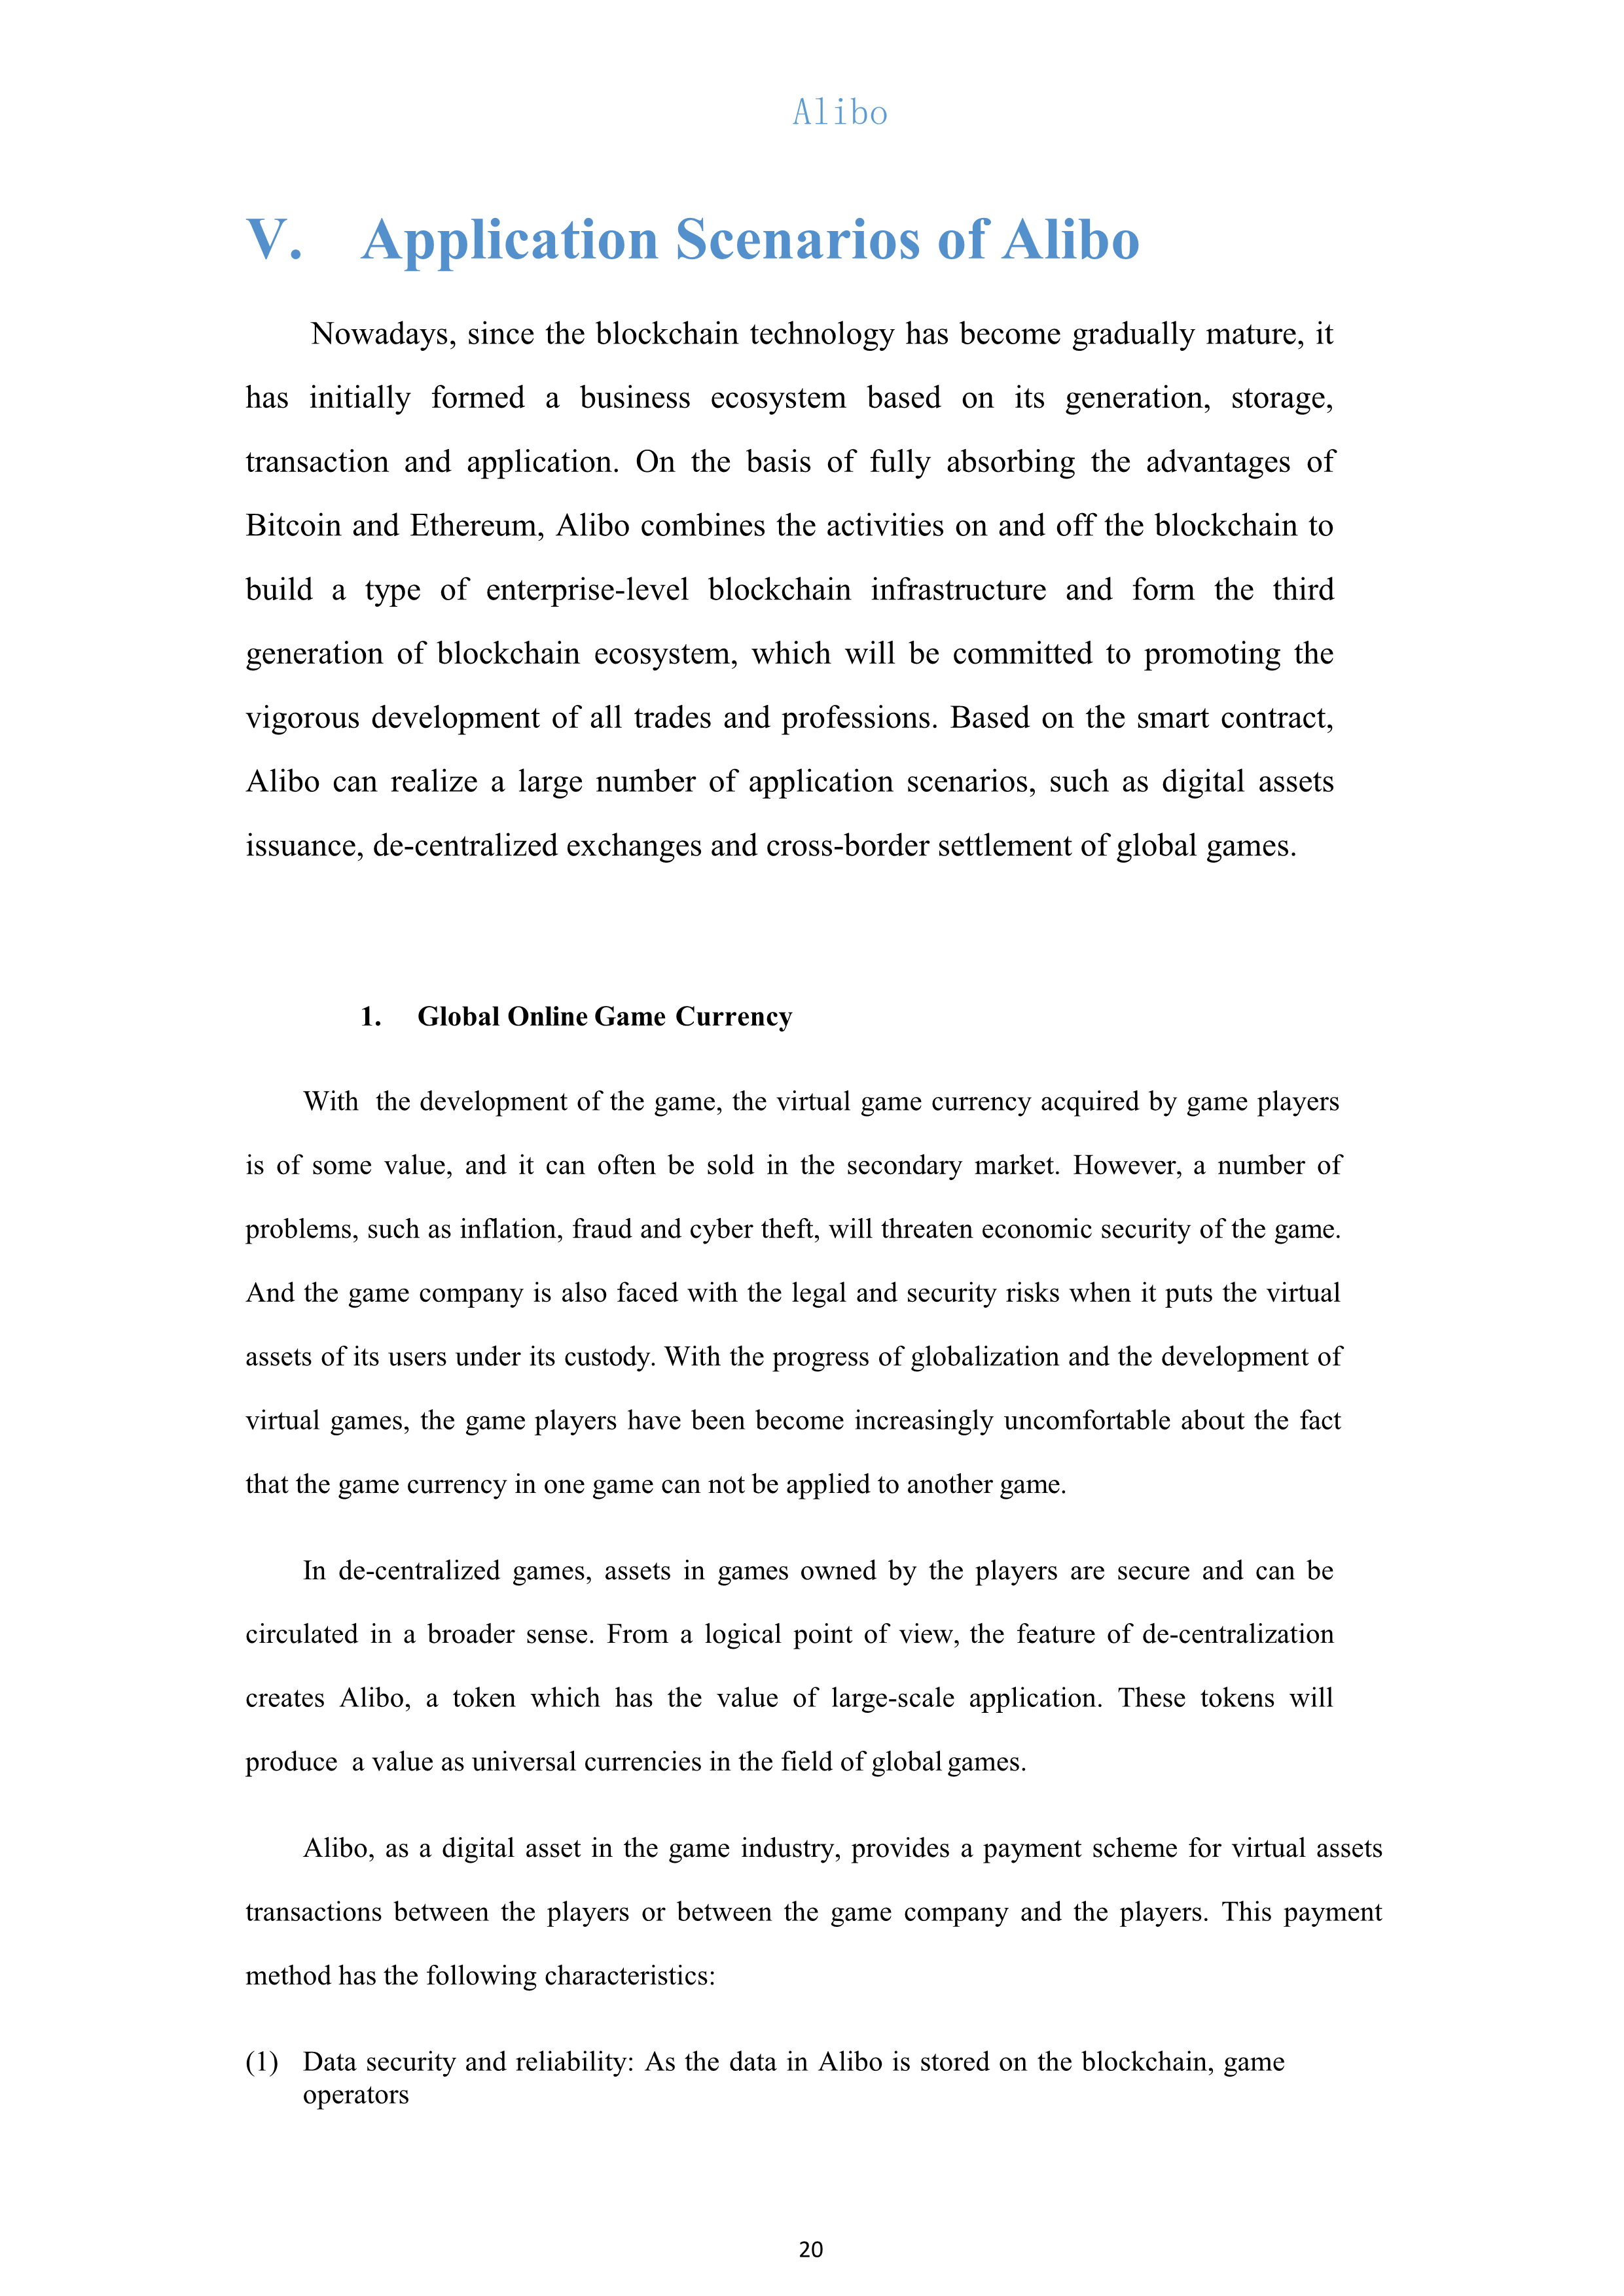 Alibo
V. Application Scenarios of Alibo
Nowadays, since the blockchain technology has become gradually mature, it
has initially formed a business ecosystem based on its generation, storage,
transaction and application. On the basis of fully absorbing the advantages of
Bitcoin and Ethereum, Alibo combines the activities on and off the blockchain to
build a type of enterprise-level blockchain infrastructure and form the third
generation of blockchain ecosystem, which will be committed to promoting the
vigorous development of all trades and professions. Based on the smart contract,
Alibo can realize a large number of application scenarios, such as digital assets
issuance, de-centralized exchanges and cross-border settlement of global games.
1. Global Online Game Currency
With the development of the game, the virtual game currency acquired by game players
is of some value, and it can often be sold in the secondary market. However, a number of
problems, such as inflation, fraud and cyber theft, will threaten economic security of the game.
And the game company is also faced with the legal and security risks when it puts the virtual
assets of its users under its custody. With the progress of globalization and the development of
virtual games, the game players have been become increasingly uncomfortable about the fact
that the game currency in one game can not be applied to another game.
In de-centralized games, assets in games owned by the players are secure and can be
circulated in a broader sense. From a logical point of view, the feature of de-centralization
creates Alibo, a token which has the value of large-scale application. These tokens will
produce a value as universal currencies in the field of global games.
Alibo, as a digital asset in the game industry, provides a payment scheme for virtual assets
transactions between the players or between the game company and the players. This payment
method has the following characteristics:
(1) Data security and reliability: As the data in Alibo is stored on the blockchain, game
operators
20